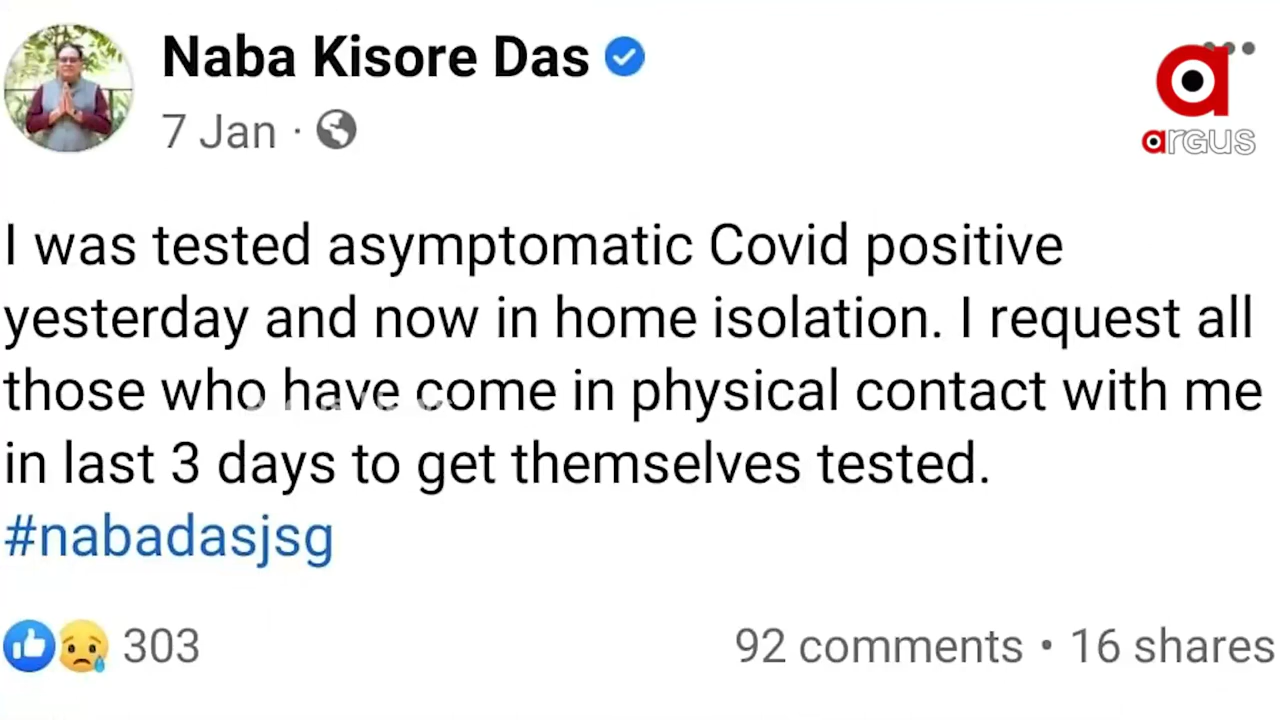 Naba Kisore Das
7 Jan ·
argus
I was tested asymptomatic Covid positive
yesterday and now in home isolation. I request all
those who have come in physical contact with me
in last 3 days to get themselves tested.
#nabadasjsg
303
92 comments • 16 shares